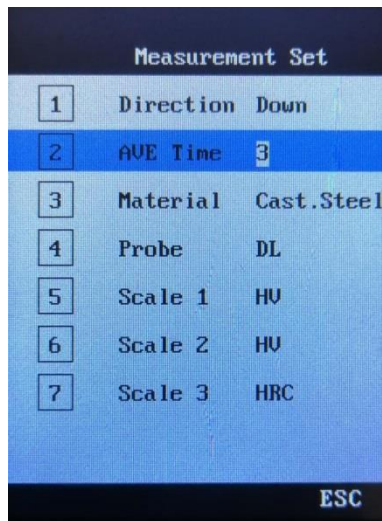 Measurement Set
1 Direction Down
2 AVE Time 3
3 Material Cast.Steel
4 Probe DL
5 Scale 1 HV
6 Scale 2 HV
7 Scale 3 HRC
ESC